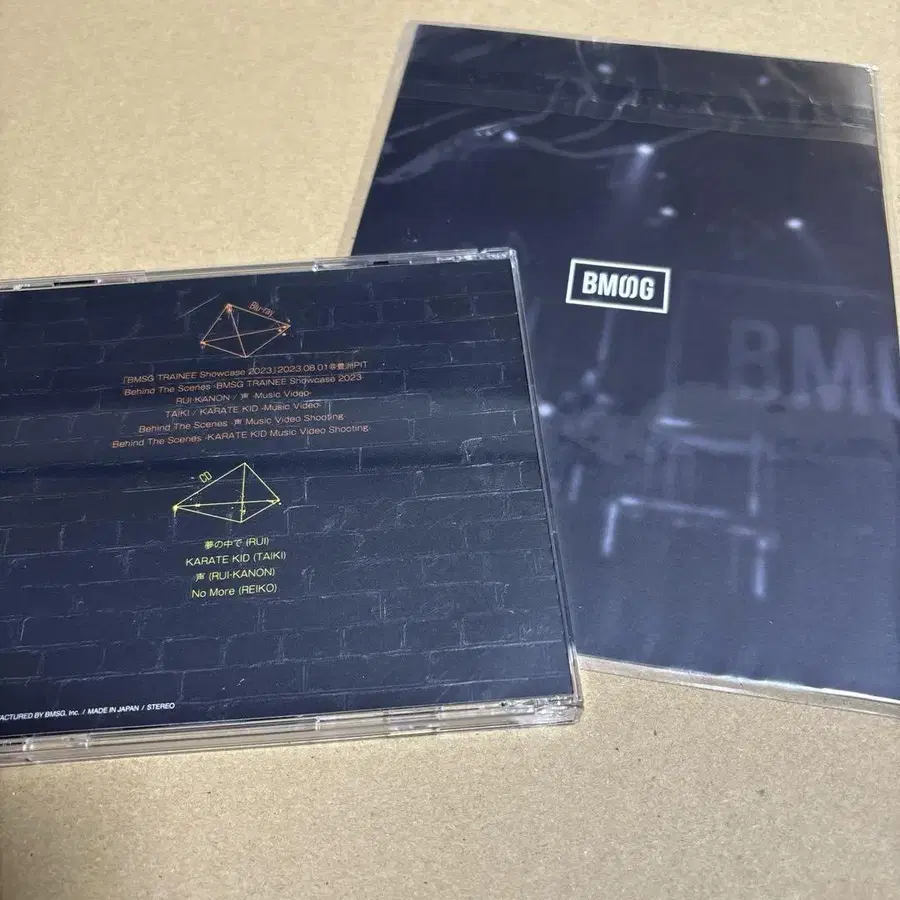 Blu-ray
「BMSG TRAINEE Showcase 2023」2023.08.01@豊洲PIT
Behind The Scenes -BMSG TRAINEE Showcase 2023
RUI・KANON / 声 -Music Video-
TAIKI / KARATE KID -Music Video-
Behind The Scenes -声 Music Video Shooting
Behind The Scenes -KARATE KID Music Video Shooting
CD
夢の中で (RUI)
KARATE KID (TAIKI)
声 (RUI・KANON)
No More (REIKO)
FACTURED BY BMSG, Inc. / MADE IN JAPAN / STEREO
BMSG
BMSG